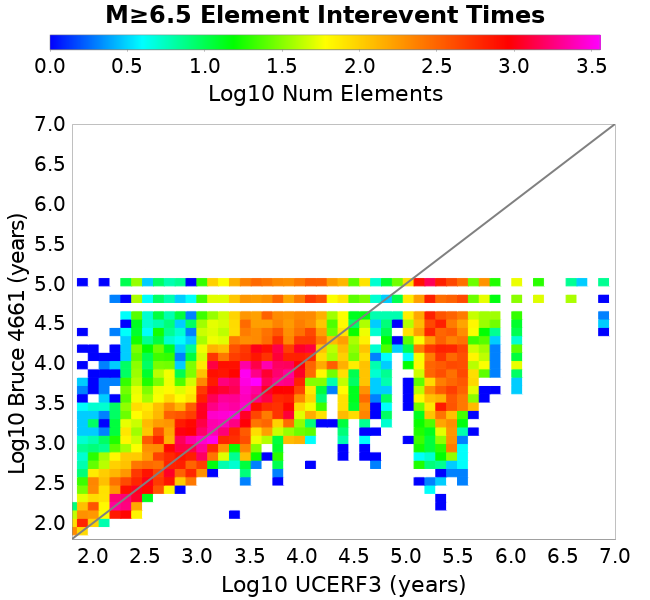 M≥6.5 Element Interevent Times
0.0 0.5 1.0 1.5 2.0 2.5 3.0 3.5
Log10 Num Elements
7.0
6.5
6.0
5.5
5.0
4.5
4.0
3.5
3.0
2.5
2.0
Log10 Bruce 4661 (years)
2.0 2.5 3.0 3.5 4.0 4.5 5.0 5.5 6.0 6.5 7.0
Log10 UCERF3 (years)